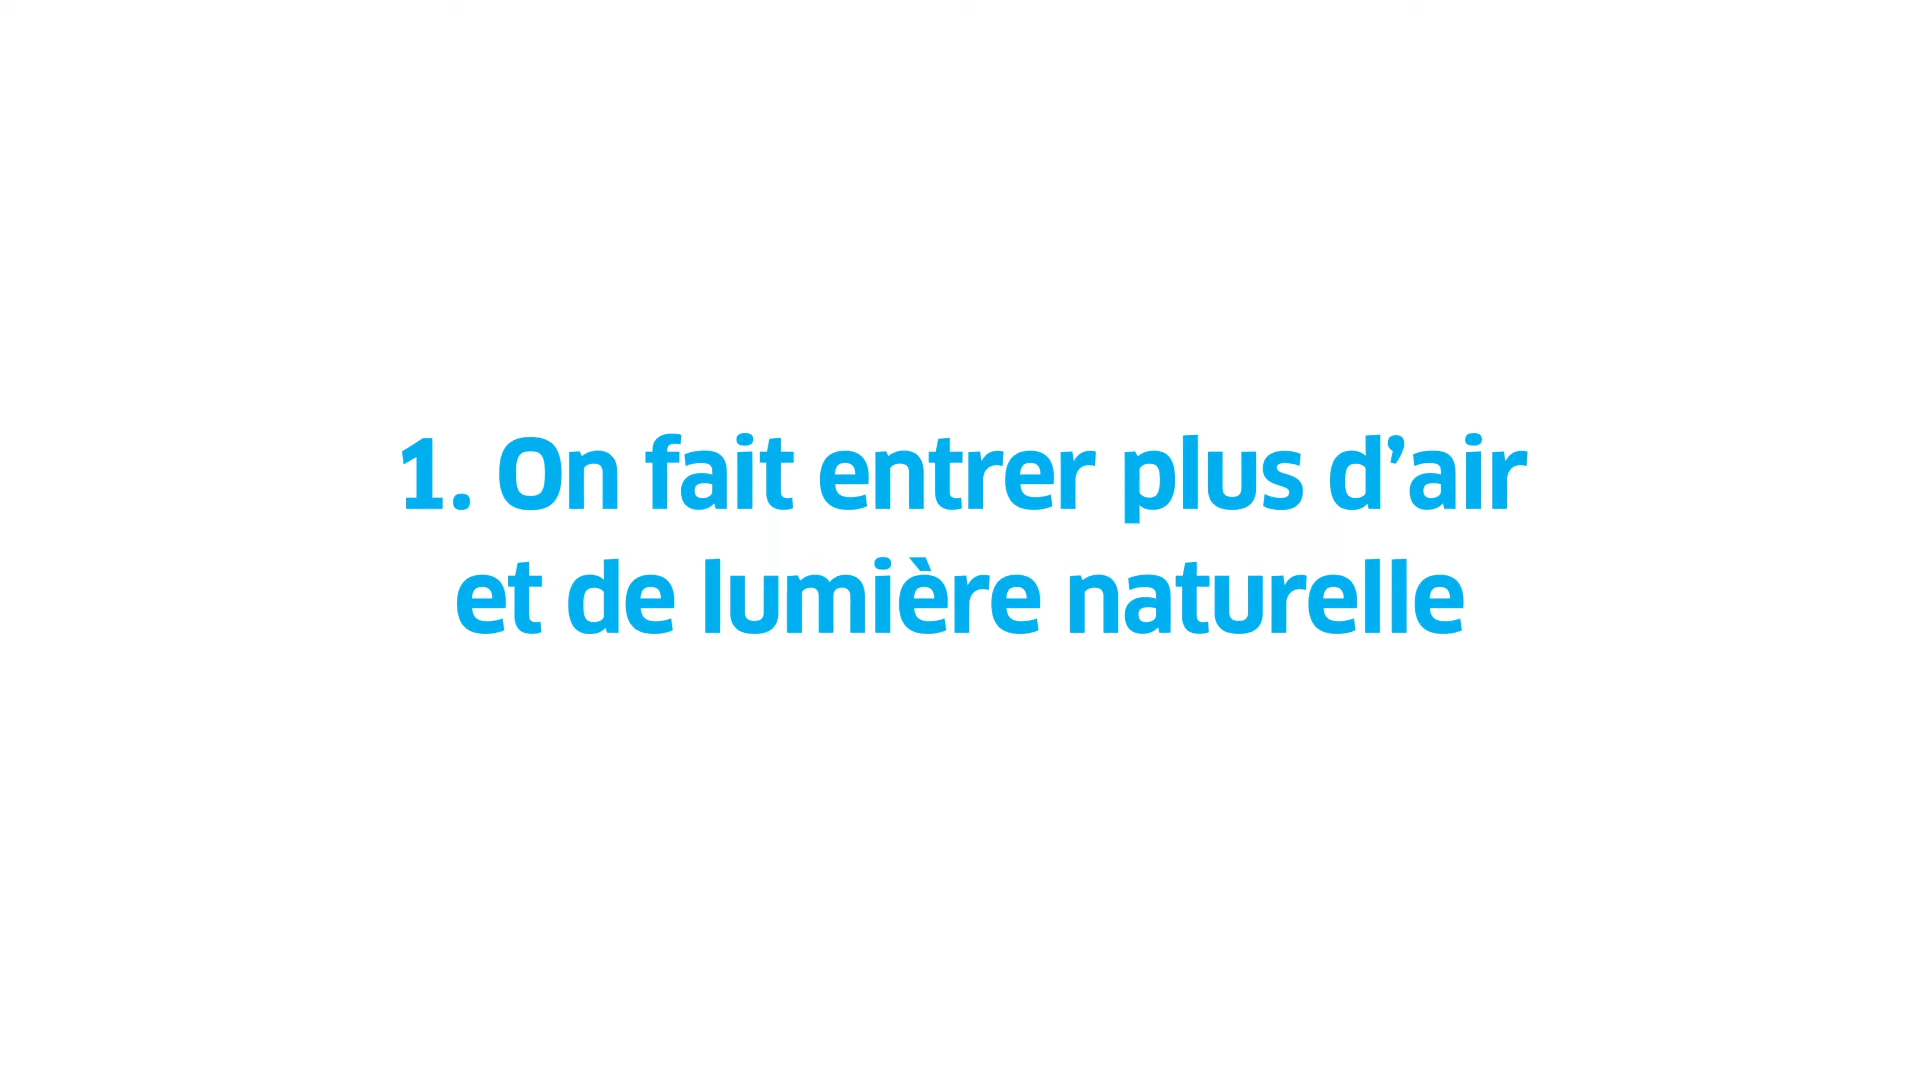 1. On fait entrer plus d’air
et de lumière naturelle